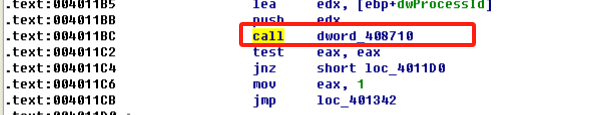 .text:004011B5 lea edx, [ebp+dwProcessId]
.text:004011BB push edx
.text:004011BC call dword_408710
.text:004011C2 test eax, eax
.text:004011C4 jnz short loc_4011D0
.text:004011C6 mov eax, 1
.text:004011CB jmp loc_401342